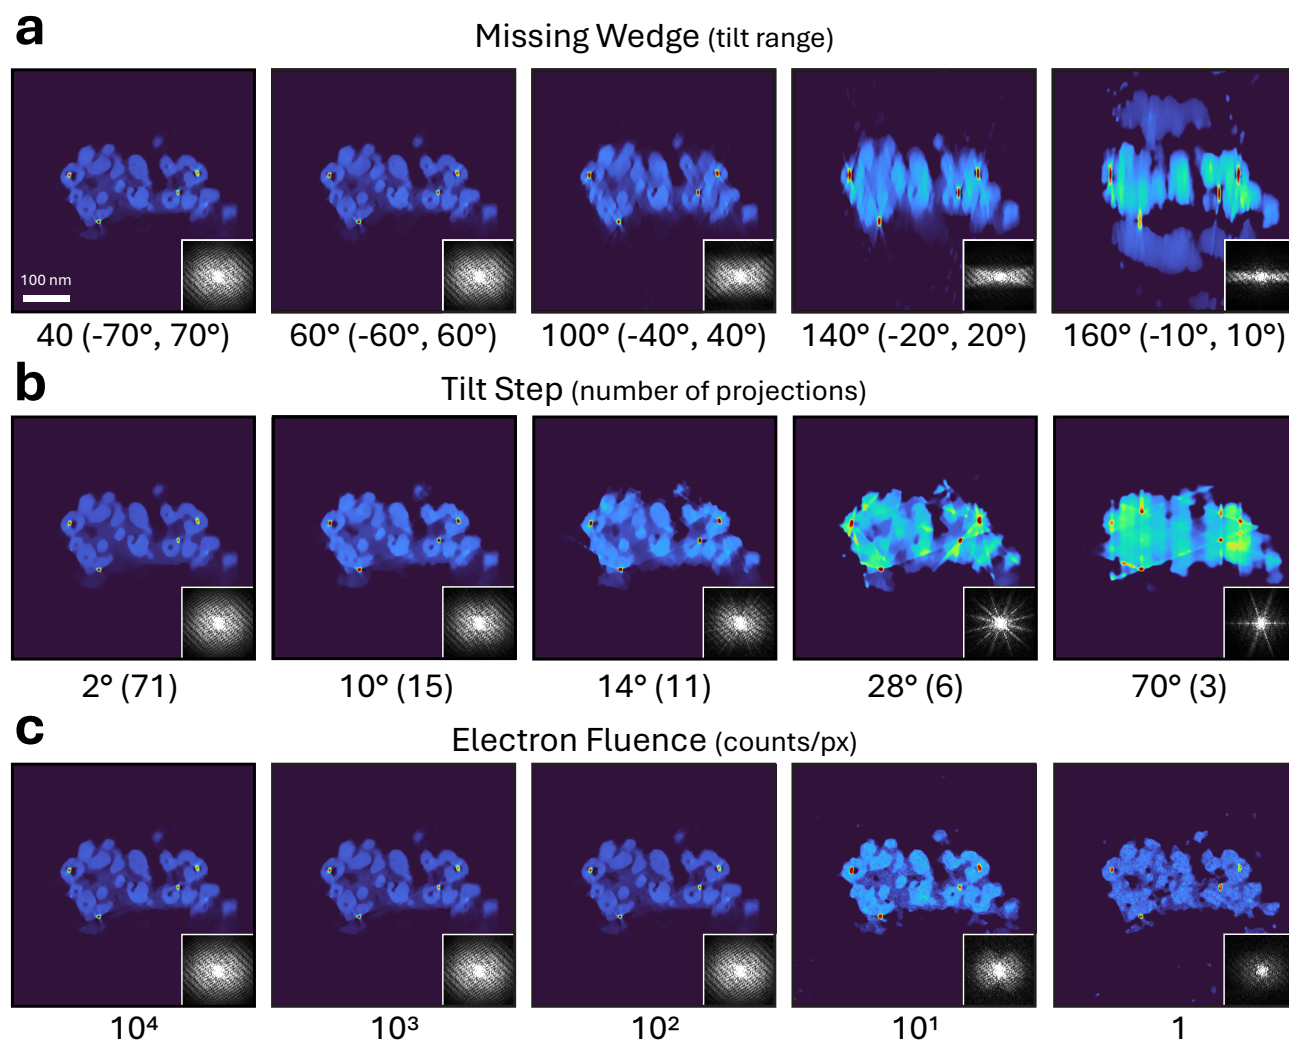 a
Missing Wedge (tilt range)
100 nm
40 (-70°, 70°) 60° (-60°, 60°) 100° (-40°, 40°) 140° (-20°, 20°) 160° (-10°, 10°)
b
Tilt Step (number of projections)
2° (71) 10° (15) 14° (11) 28° (6) 70° (3)
c
Electron Fluence (counts/px)
10⁴ 10³ 10² 10¹ 1